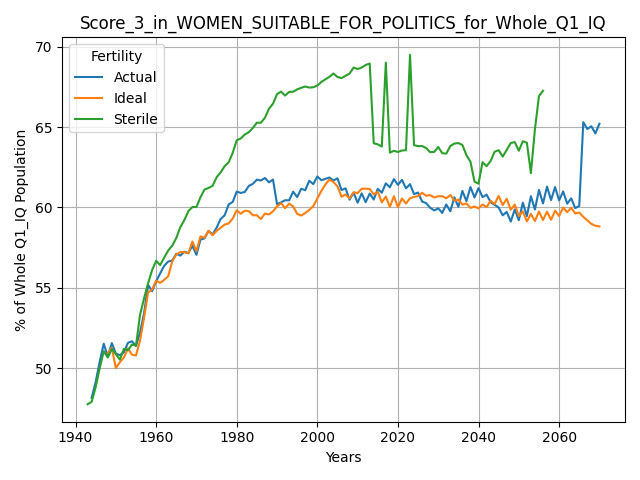 Score_3_in_WOMEN_SUITABLE_FOR_POLITICS_for_Whole_Q1_IQ
70
65
60
55
50
% of Whole Q1_IQ Population
Fertility
Actual
Ideal
Sterile
1940
1960
1980
2000
2020
2040
2060
Years